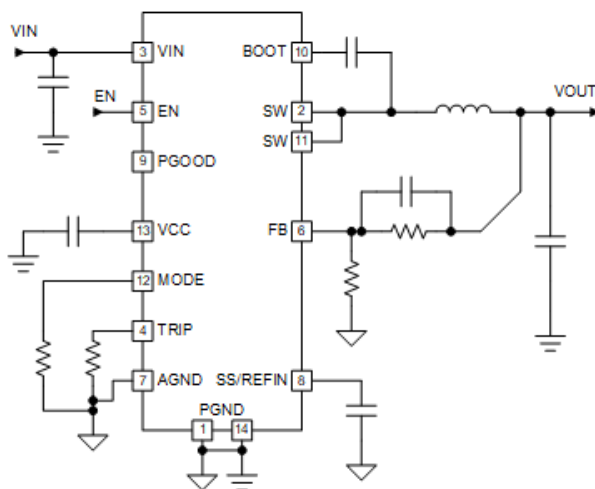 VIN
3 VIN
BOOT 10
EN
5 EN
SW 2
VOUT
SW 11
9 PGOOD
13 VCC
FB 6
12 MODE
4 TRIP
7 AGND
SS/REFIN 8
PGND
1 14